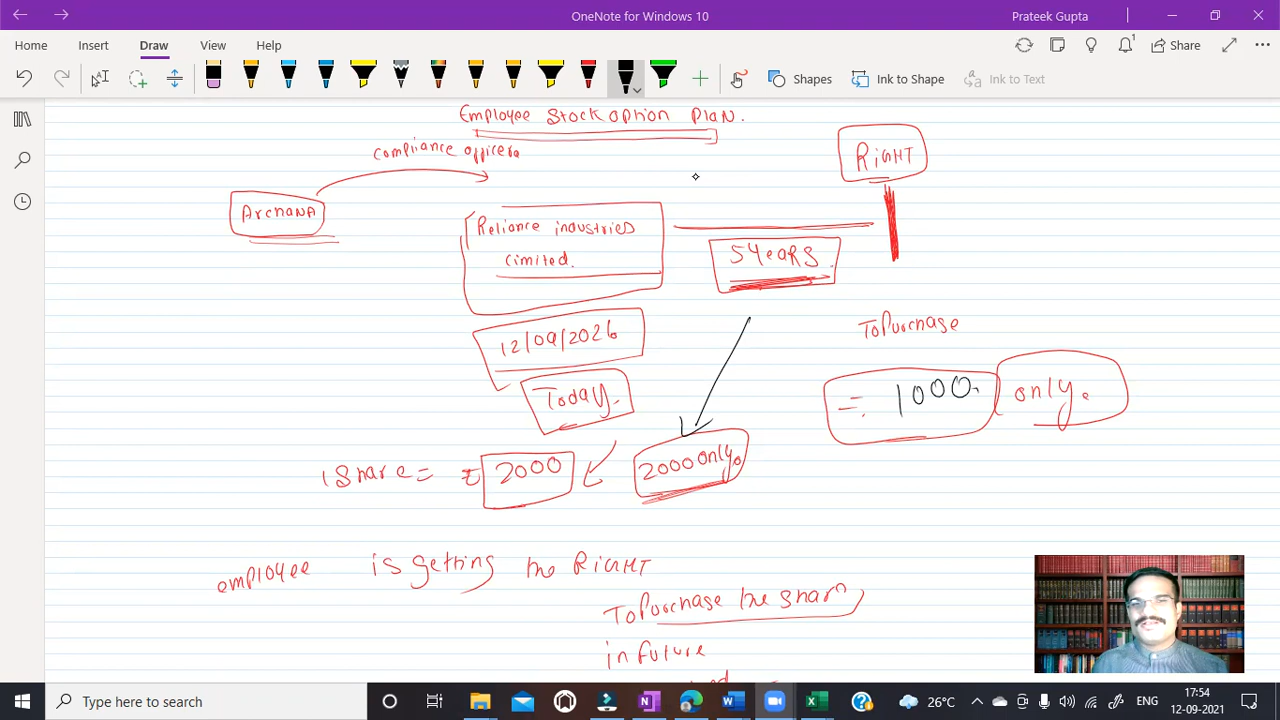 OneNote for Windows 10
Prateek Gupta
Home Insert Draw View Help
Share
Shapes
Ink to Shape
Ink to Text
Employee Stock option Plan.
compliance officer
RiGHT
ArchanA
Reliance industries
Limited.
5 YeaRS
12/09/2026
To Purchase
Today.
= 1000. only.
1 Share = ₹ 2000
2000 only.
employee is getting the RiGHT
To Purchase the share
in future
Type here to search
26°C
ENG
17:54
12-09-2021